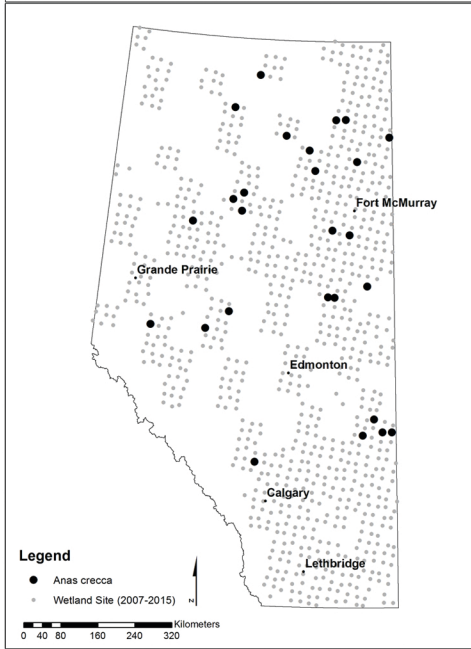 Fort McMurray
Grande Prairie
Edmonton
Calgary
Lethbridge
Legend
Anas crecca
Wetland Site (2007-2015)
N
0 40 80 160 240 320 Kilometers